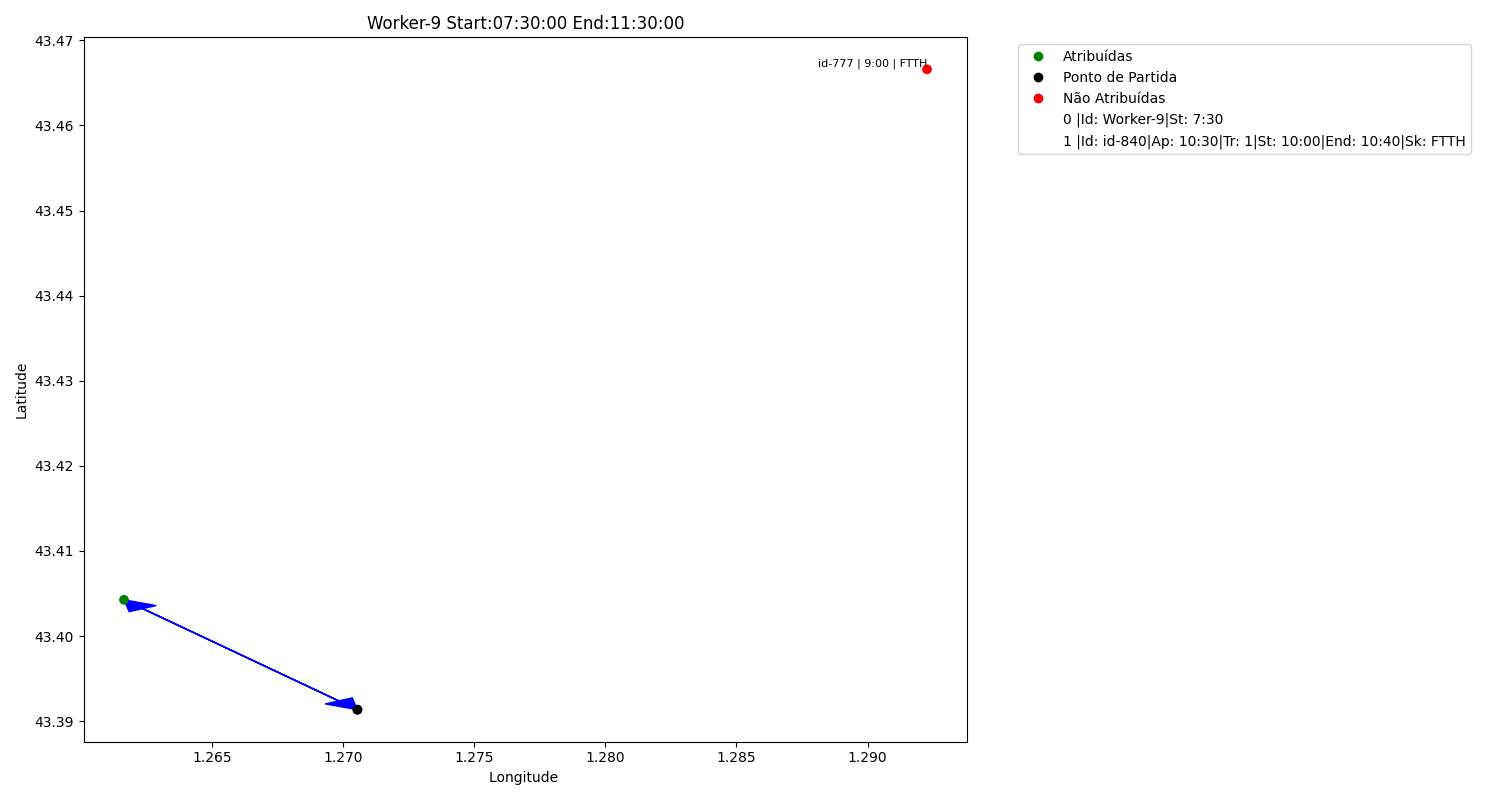 Worker-9 Start:07:30:00 End:11:30:00
43.47
43.46
43.45
43.44
43.43
43.42
43.41
43.40
43.39
Latitude
id-777 | 9:00 | FTTH
1.265
1.270
1.275
1.280
1.285
1.290
Longitude
Atribuídas
Ponto de Partida
Não Atribuídas
0 |Id: Worker-9|St: 7:30
1 |Id: id-840|Ap: 10:30|Tr: 1|St: 10:00|End: 10:40|Sk: FTTH